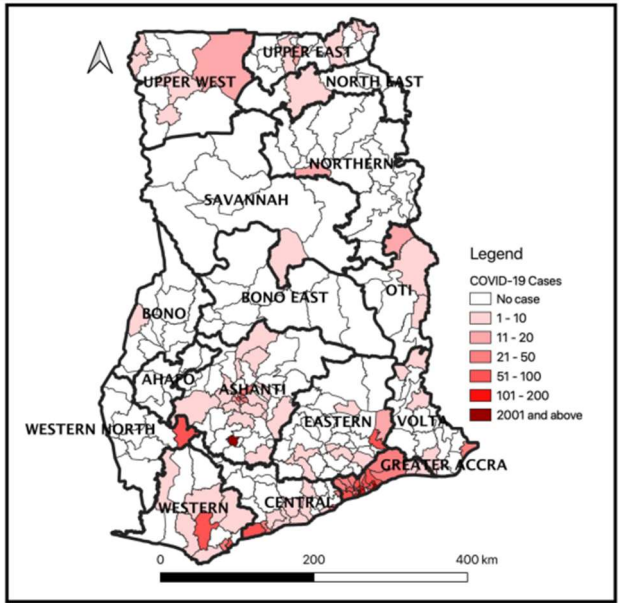 UPPER EAST
UPPER WEST
NORTH EAST
NORTHERN
SAVANNAH
OTI
BONO EAST
BONO
AHAFO
ASHANTI
WESTERN NORTH
EASTERN
VOLTA
GREATER ACCRA
WESTERN
CENTRAL
Legend
COVID-19 Cases
No case
1 - 10
11 - 20
21 - 50
51 - 100
101 - 200
2001 and above
0 200 400 km